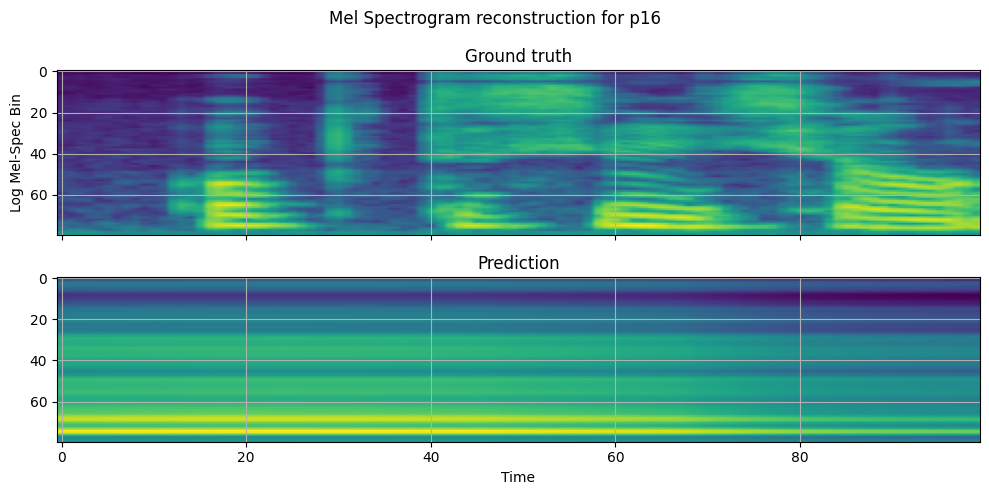 Mel Spectrogram reconstruction for p16
Ground truth
Log Mel-Spec Bin
0
20
40
60
Prediction
0
20
40
60
0 20 40 60 80
Time